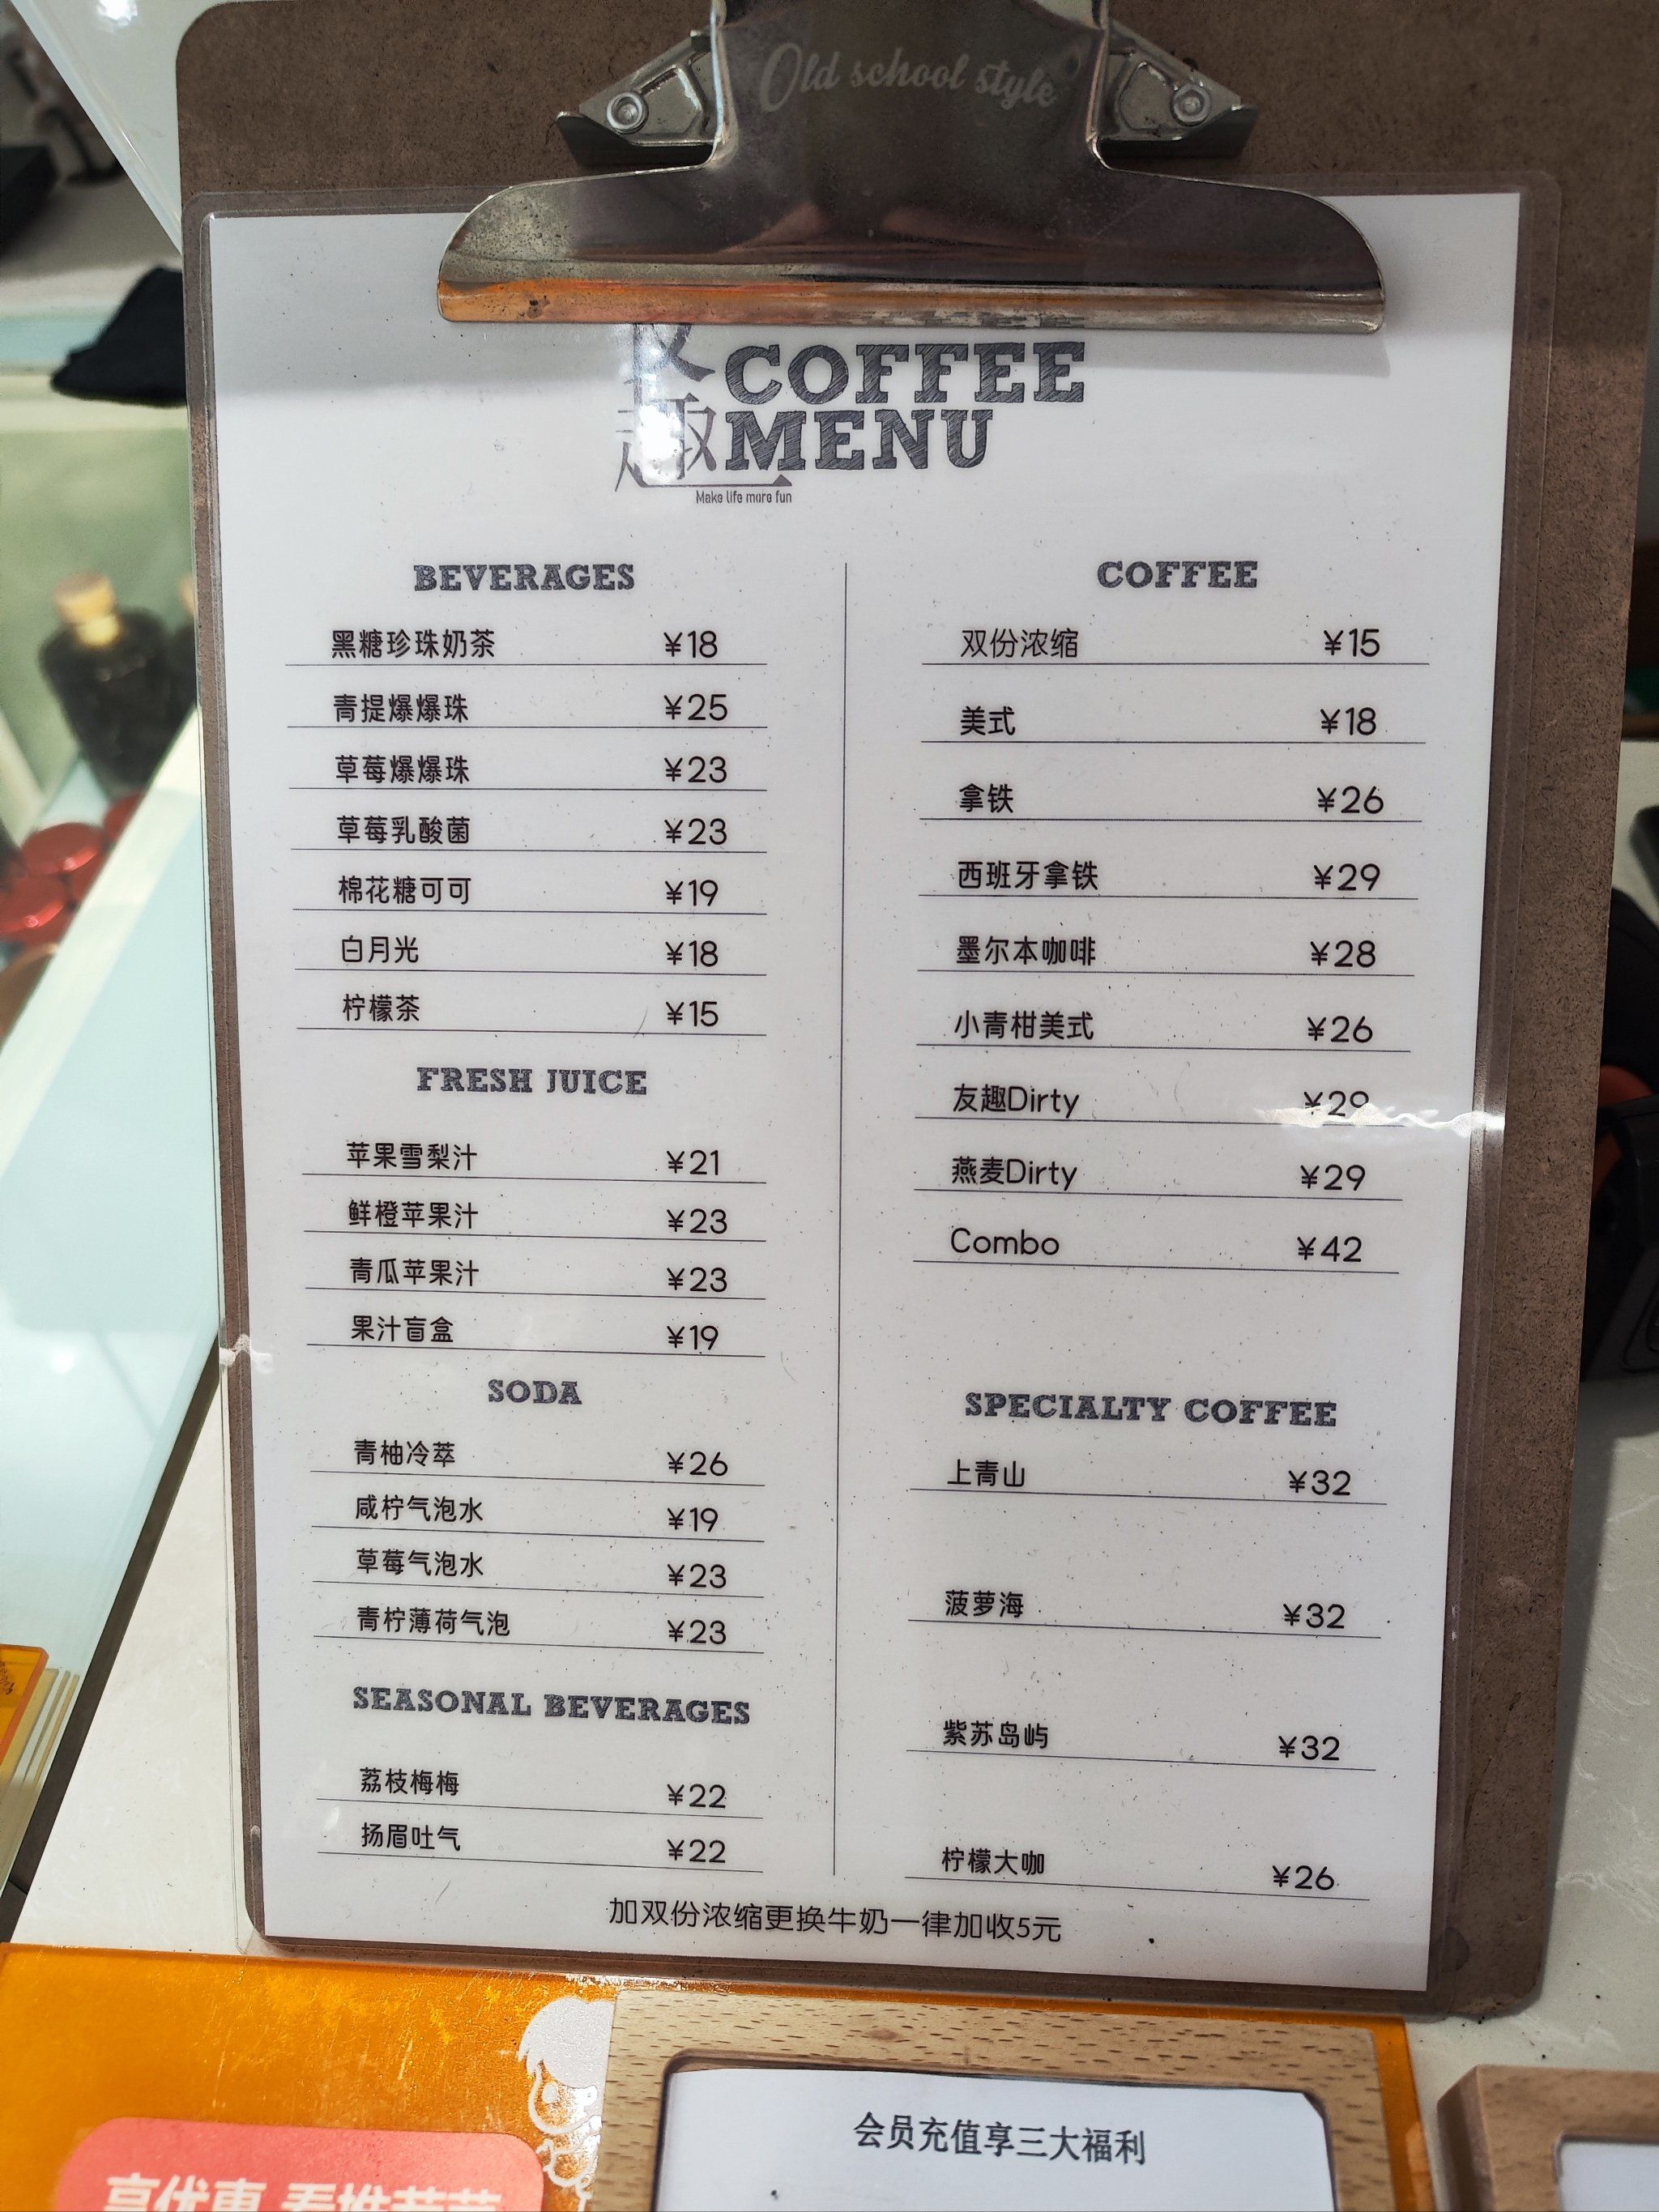 Old school style
趣
COFFEE
MENU
Make life more fun
BEVERAGES
黑糖珍珠奶茶 ¥18
青提爆爆珠 ¥25
草莓爆爆珠 ¥23
草莓乳酸菌 ¥23
棉花糖可可 ¥19
白月光 ¥18
柠檬茶 ¥15
FRESH JUICE
苹果雪梨汁 ¥21
鲜橙苹果汁 ¥23
青瓜苹果汁 ¥23
果汁盲盒 ¥19
SODA
青柚冷萃 ¥26
咸柠气泡水 ¥19
草莓气泡水 ¥23
青柠薄荷气泡 ¥23
SEASONAL BEVERAGES
荔枝梅梅 ¥22
扬眉吐气 ¥22
COFFEE
双份浓缩 ¥15
美式 ¥18
拿铁 ¥26
西班牙拿铁 ¥29
墨尔本咖啡 ¥28
小青柑美式 ¥26
友趣Dirty ¥29
燕麦Dirty ¥29
Combo ¥42
SPECIALTY COFFEE
上青山 ¥32
菠萝海 ¥32
紫苏岛屿 ¥32
柠檬大咖 ¥26
加双份浓缩更换牛奶一律加收5元
会员充值享三大福利
享优惠